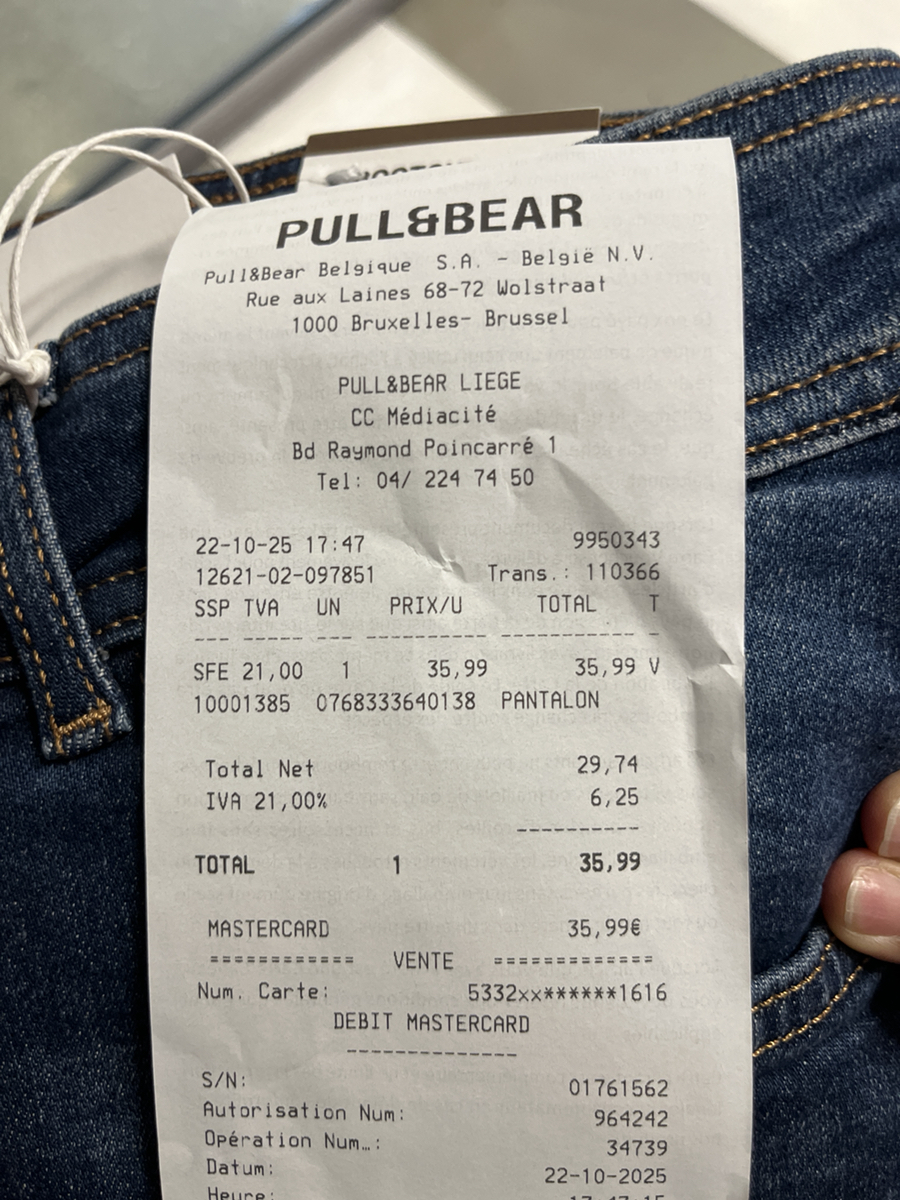 PULL&BEAR
Pull&Bear Belgique S.A. - België N.V.
Rue aux Laines 68-72 Wolstraat
1000 Bruxelles- Brussel
PULL&BEAR LIEGE
CC Médiacité
Bd Raymond Poincarré 1
Tel: 04/ 224 74 50
22-10-25 17:47 9950343
12621-02-097851 Trans.: 110366
SSP TVA UN PRIX/U TOTAL T
--- ----- --- ---------- ----------- -
SFE 21,00 1 35,99 35,99 V
10001385 0768333640138 PANTALON
Total Net 29,74
IVA 21,00% 6,25
----------
TOTAL 1 35,99
MASTERCARD 35,99€
============ VENTE =============
Num. Carte: 5332xx******1616
DEBIT MASTERCARD
--------------
S/N: 01761562
Autorisation Num: 964242
Opération Num…: 34739
Datum: 22-10-2025
Heure: